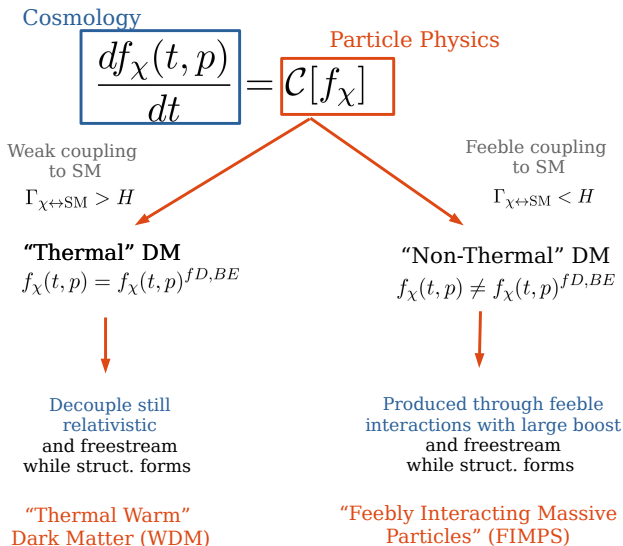 Cosmology
Particle Physics
df_χ(t, p)/dt = C[f_χ]
Weak coupling
to SM
Γ_χ↔SM > H
Feeble coupling
to SM
Γ_χ↔SM < H
“Thermal” DM
f_χ(t, p) = f_χ(t, p)^{fD,BE}
“Non-Thermal” DM
f_χ(t, p) ≠ f_χ(t, p)^{fD,BE}
Decouple still
relativistic
and freestream
while struct. forms
Produced through feeble
interactions with large boost
and freestream
while struct. forms
“Thermal Warm”
Dark Matter (WDM)
“Feebly Interacting Massive
Particles” (FIMPS)